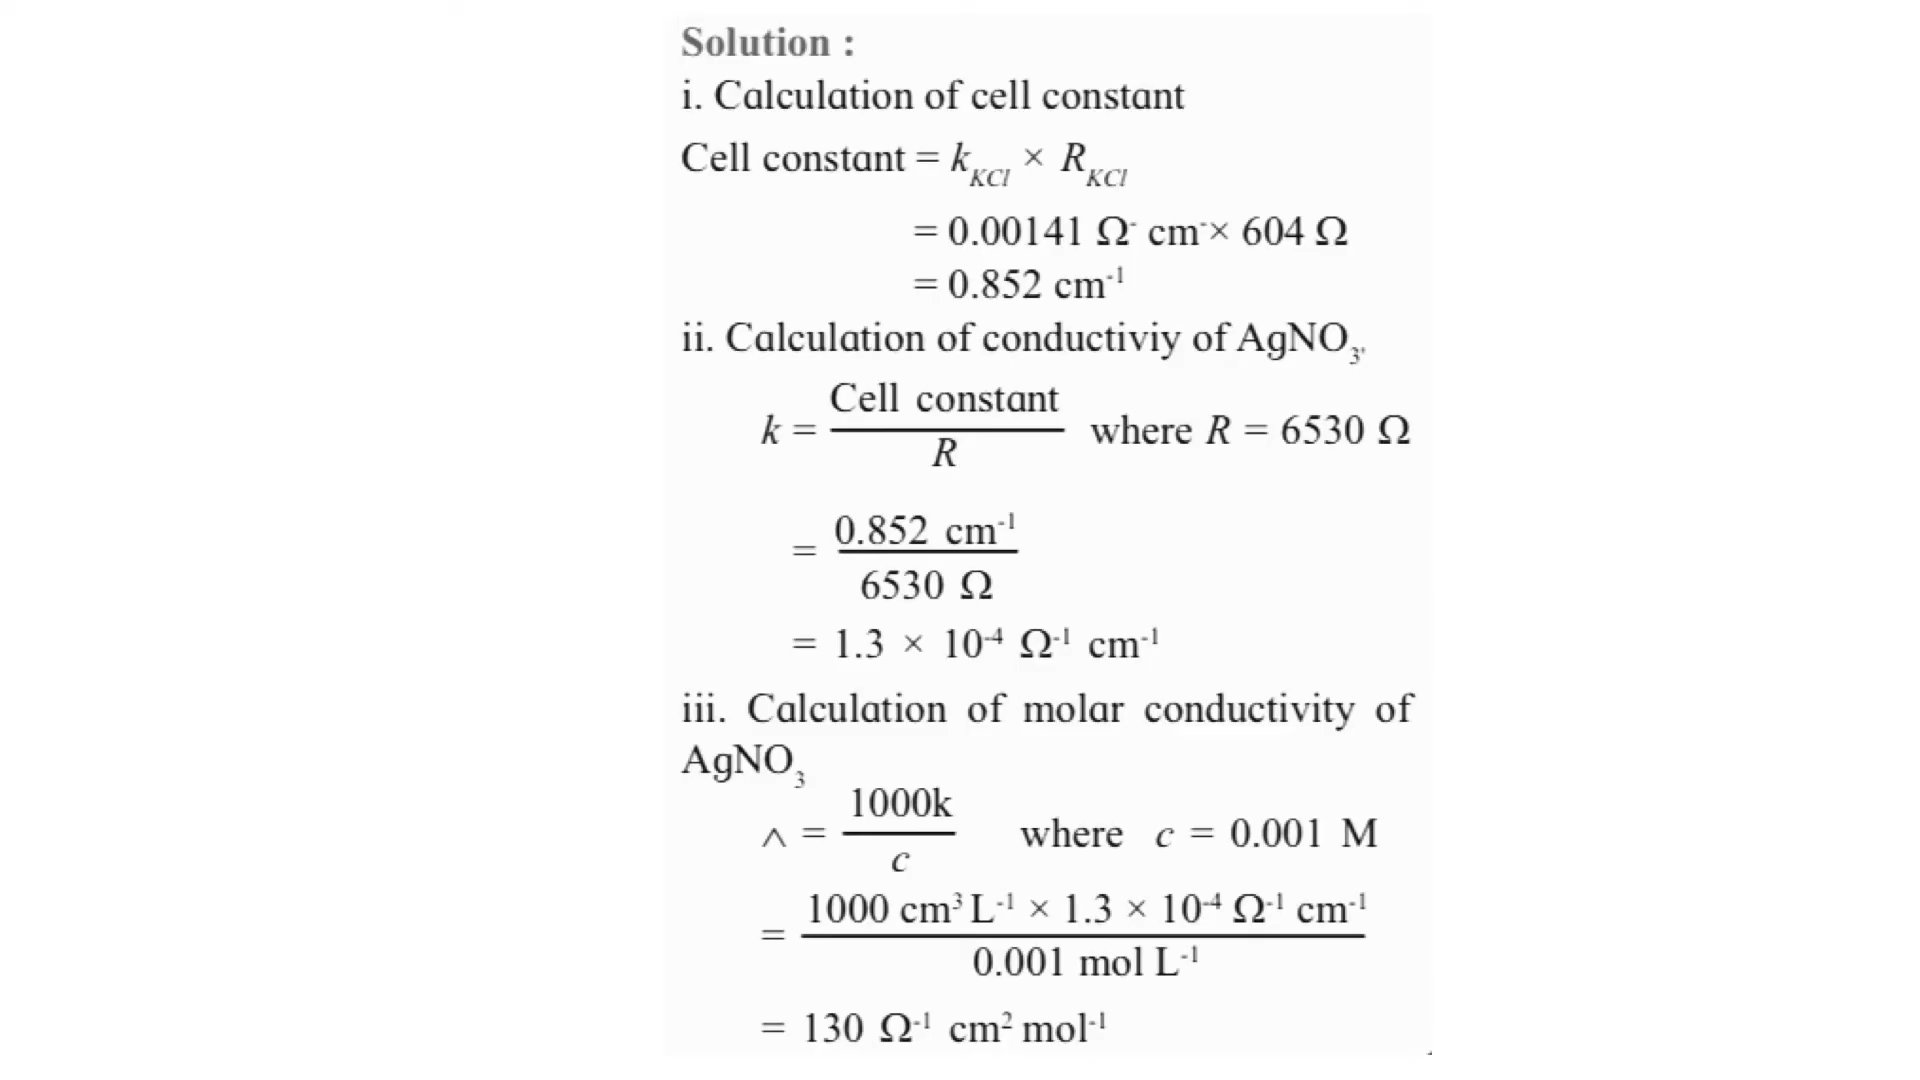 Solution :
i. Calculation of cell constant
Cell constant = k_KCl × R_KCl
= 0.00141 Ω⁻ cm⁻× 604 Ω
= 0.852 cm⁻¹
ii. Calculation of conductiviy of AgNO₃,
k = Cell constant / R where R = 6530 Ω
= 0.852 cm⁻¹ / 6530 Ω
= 1.3 × 10⁻⁴ Ω⁻¹ cm⁻¹
iii. Calculation of molar conductivity of
AgNO₃
∧ = 1000k / c where c = 0.001 M
= 1000 cm³ L⁻¹ × 1.3 × 10⁻⁴ Ω⁻¹ cm⁻¹ / 0.001 mol L⁻¹
= 130 Ω⁻¹ cm² mol⁻¹